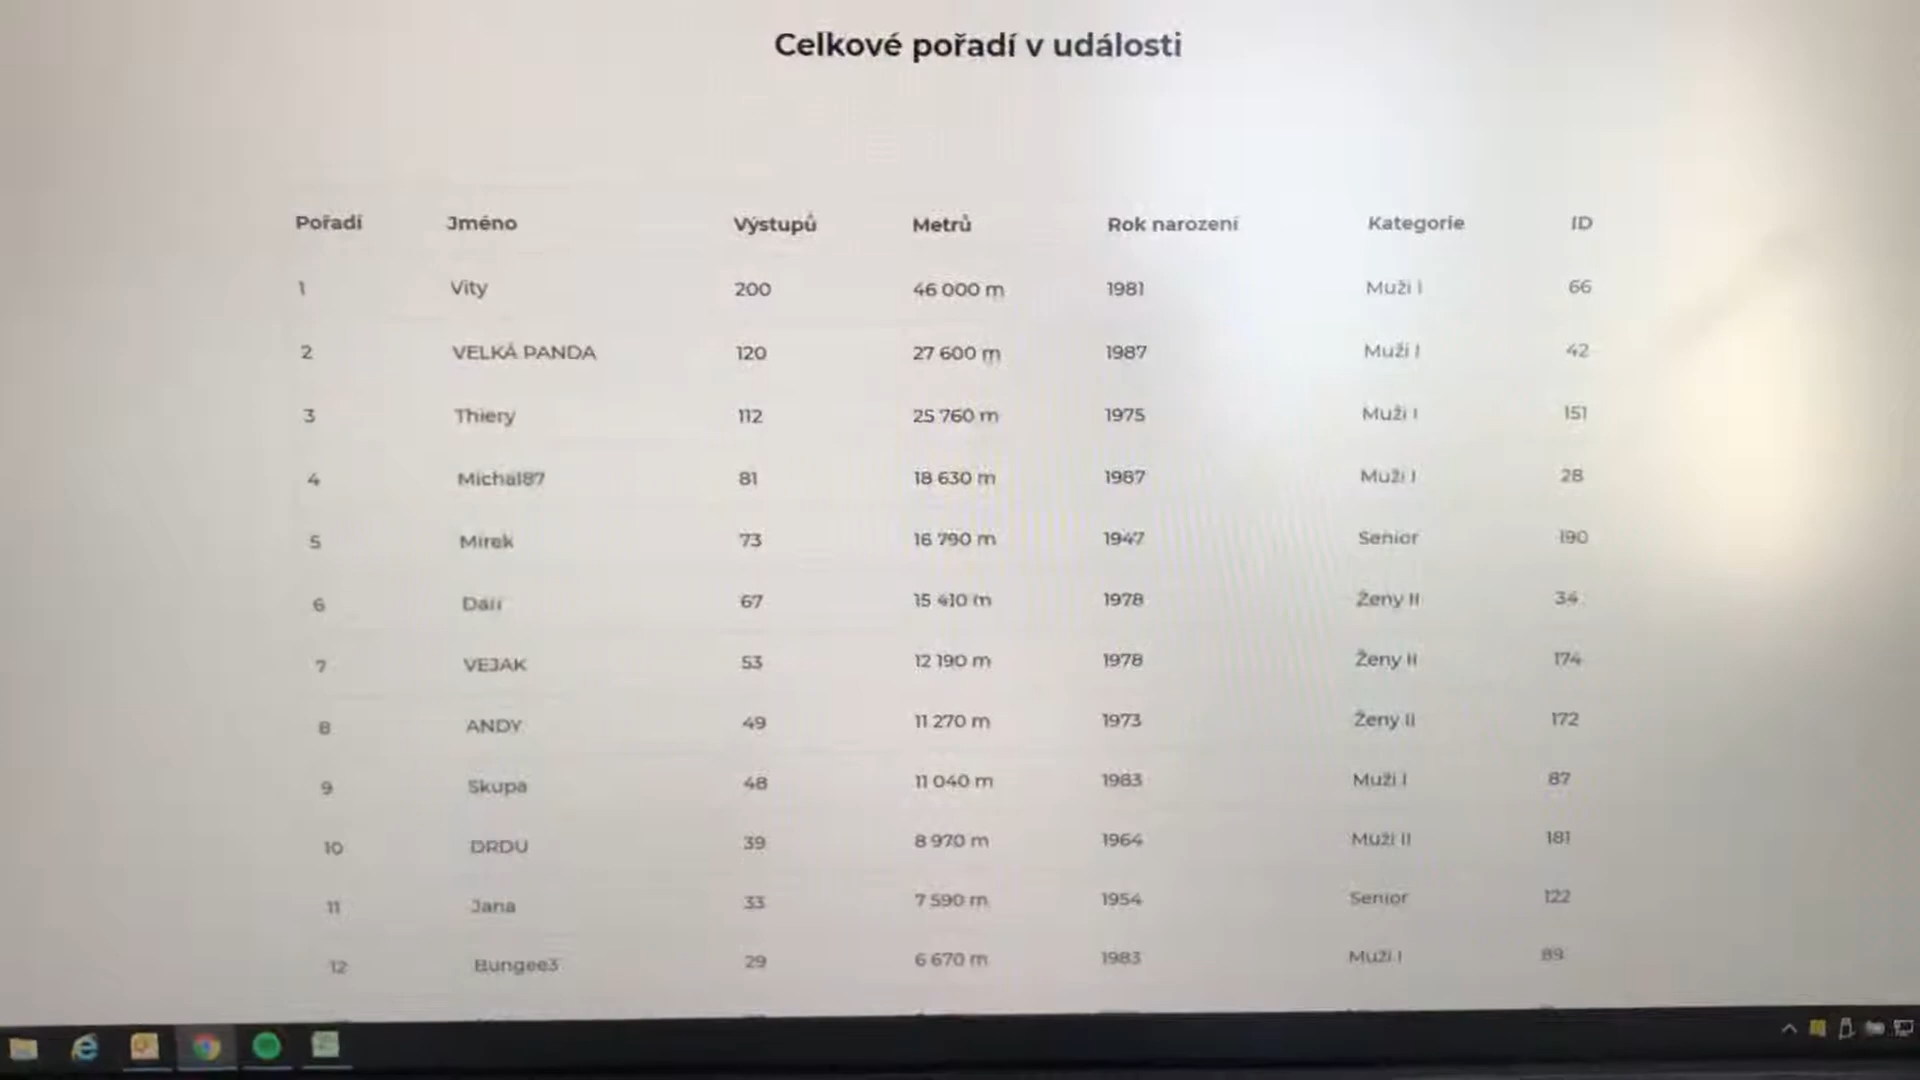 Celkové pořadí v události
Pořadí Jméno Výstupů Metrů Rok narození Kategorie ID
1 Vity 200 46 000 m 1981 Muži I 66
2 VELKÁ PANDA 120 27 600 m 1987 Muži I 42
3 Thiery 112 25 760 m 1975 Muži I 151
4 Michal87 81 18 630 m 1987 Muži I 28
5 Mirek 73 16 790 m 1947 Senior 190
6 67 15 410 m 1978 Ženy II 34
7 VEJAK 53 12 190 m 1978 Ženy II 174
8 ANDY 49 11 270 m 1973 Ženy II 172
9 Skupa 48 11 040 m 1983 Muži I 87
10 DRDU 39 8 970 m 1964 Muži II 181
11 Jana 33 7 590 m 1954 Senior 122
12 Bungee3 29 6 670 m 1983 Muži I 89